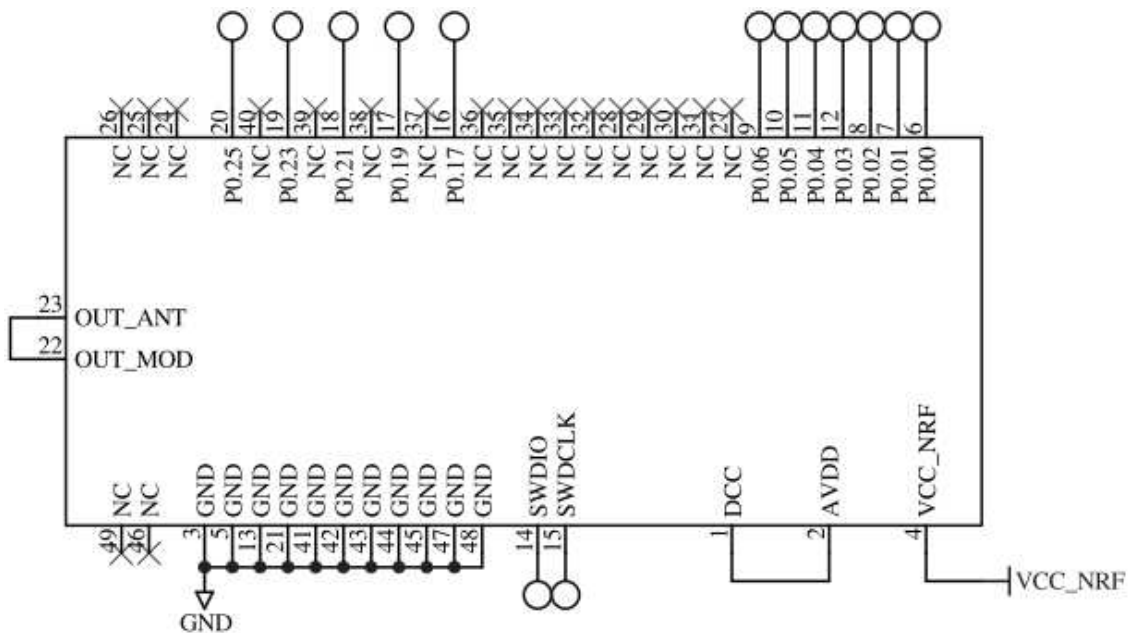 26 25 24 20 40 19 39 18 38 17 37 16 36 35 34 33 32 28 29 30 31 27 9 10 11 12 8 7 6
NC NC NC P0.25 NC P0.23 NC P0.21 NC P0.19 NC P0.17 NC NC NC NC NC NC NC NC NC NC P0.06 P0.05 P0.04 P0.03 P0.02 P0.01 P0.00
23 OUT_ANT
22 OUT_MOD
NC NC GND GND GND GND GND GND GND GND GND GND GND SWDIO SWDCLK DCC AVDD VCC_NRF
49 46 3 5 13 21 41 42 43 44 45 47 48 14 15 1 2 4
VCC_NRF
GND